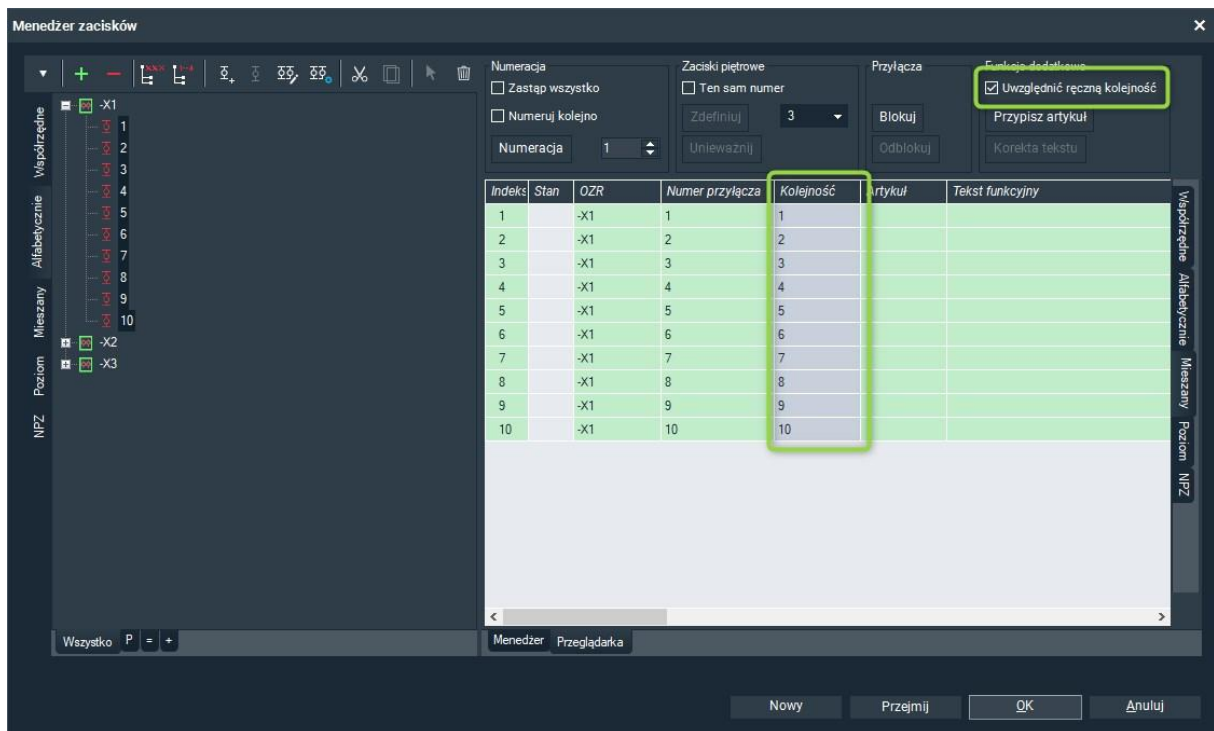 Menedżer zacisków
Współrzędne
Alfabetycznie
Mieszany
Poziom
NPZ
-X1
1
2
3
4
5
6
7
8
9
10
-X2
-X3
Wszystko P = +
Numeracja
Zastąp wszystko
Numeruj kolejno
Numeracja 1
Zaciski piętrowe
Ten sam numer
Zdefiniuj 3
Unieważnij
Przyłącza
Blokuj
Odblokuj
Funkcje dodatkowe
Uwzględnić ręczną kolejność
Przypisz artykuł
Korekta tekstu
Indeks Stan OZR Numer przyłącza Kolejność Artykuł Tekst funkcyjny
1 -X1 1 1
2 -X1 2 2
3 -X1 3 3
4 -X1 4 4
5 -X1 5 5
6 -X1 6 6
7 -X1 7 7
8 -X1 8 8
9 -X1 9 9
10 -X1 10 10
Współrzędne
Alfabetycznie
Mieszany
Poziom
NPZ
Menedżer Przeglądarka
Nowy Przejmij OK Anuluj